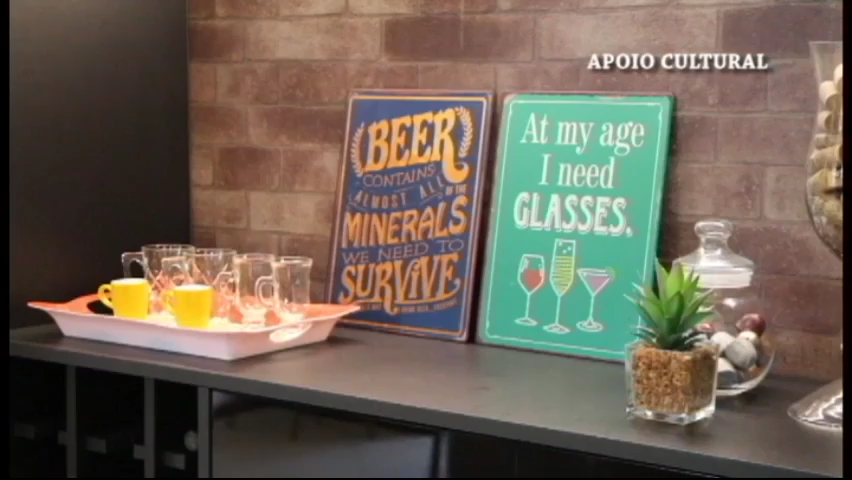 APOIO CULTURAL
BEER
CONTAINS
ALMOST ALL
OF THE
MINERALS
WE NEED TO
SURVIVE
At my age
I need
GLASSES.